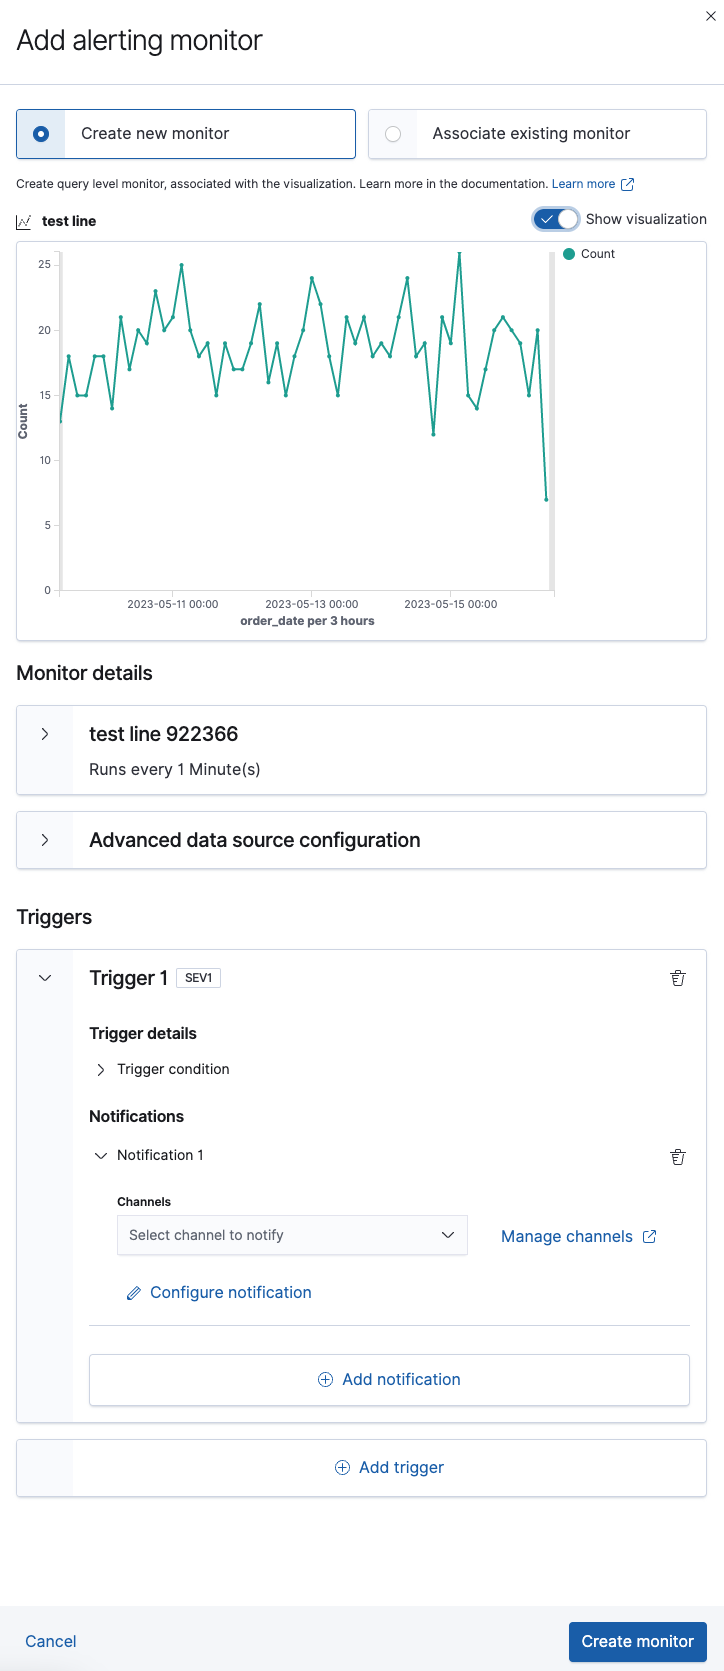 Add alerting monitor
Create new monitor
Associate existing monitor
Create query level monitor, associated with the visualization. Learn more in the documentation. Learn more
test line
Show visualization
Count
25
20
15
10
5
0
Count
2023-05-11 00:00
2023-05-13 00:00
2023-05-15 00:00
order_date per 3 hours
Monitor details
test line 922366
Runs every 1 Minute(s)
Advanced data source configuration
Triggers
Trigger 1
SEV1
Trigger details
Trigger condition
Notifications
Notification 1
Channels
Select channel to notify
Manage channels
Configure notification
Add notification
Add trigger
Cancel
Create monitor